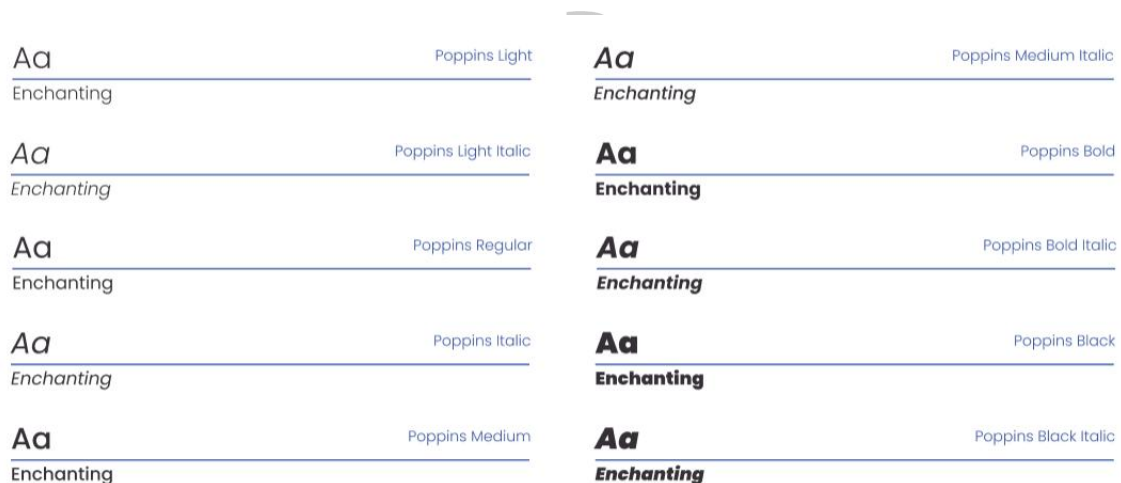 Aa Poppins Light
Enchanting
Aa Poppins Light Italic
Enchanting
Aa Poppins Regular
Enchanting
Aa Poppins Italic
Enchanting
Aa Poppins Medium
Enchanting
Aa Poppins Medium Italic
Enchanting
Aa Poppins Bold
Enchanting
Aa Poppins Bold Italic
Enchanting
Aa Poppins Black
Enchanting
Aa Poppins Black Italic
Enchanting